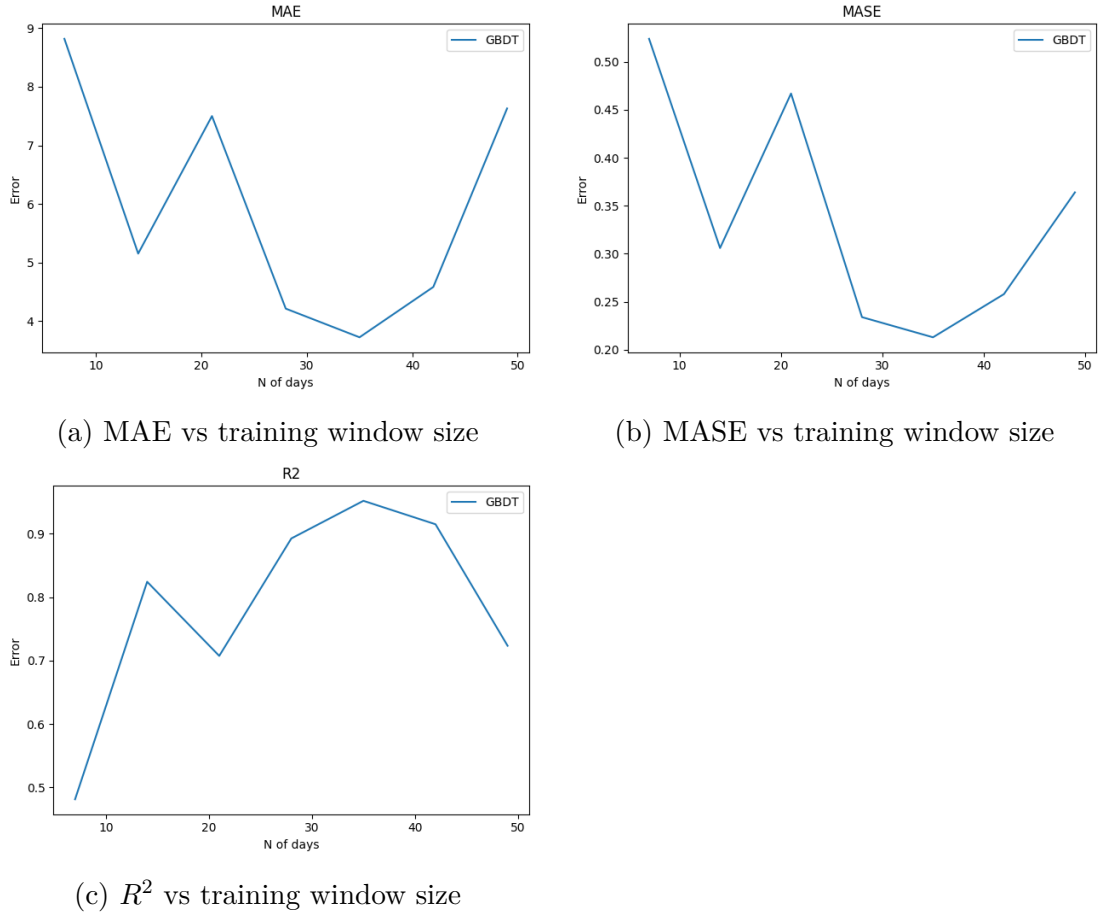 MAE
GBDT
9
8
7
6
5
4
Error
10
20
30
40
50
N of days
(a) MAE vs training window size
MASE
GBDT
0.50
0.45
0.40
0.35
0.30
0.25
0.20
Error
10
20
30
40
50
N of days
(b) MASE vs training window size
R2
GBDT
0.9
0.8
0.7
0.6
0.5
Error
10
20
30
40
50
N of days
(c) R² vs training window size